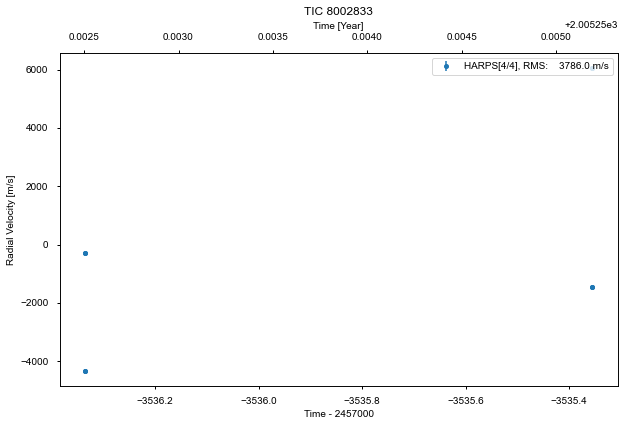 TIC 8002833
Time [Year]
+2.00525e3
0.0025 0.0030 0.0035 0.0040 0.0045 0.0050
HARPS[4/4], RMS: 3786.0 m/s
6000
4000
2000
0
−2000
−4000
Radial Velocity [m/s]
−3536.2 −3536.0 −3535.8 −3535.6 −3535.4
Time - 2457000